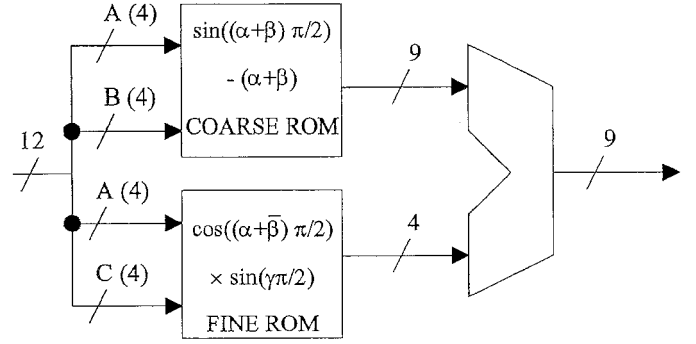 A (4)
sin((α+β) π/2)
- (α+β)
COARSE ROM
9
B (4)
12
9
A (4)
cos((α+β̄) π/2)
× sin(γπ/2)
FINE ROM
4
C (4)